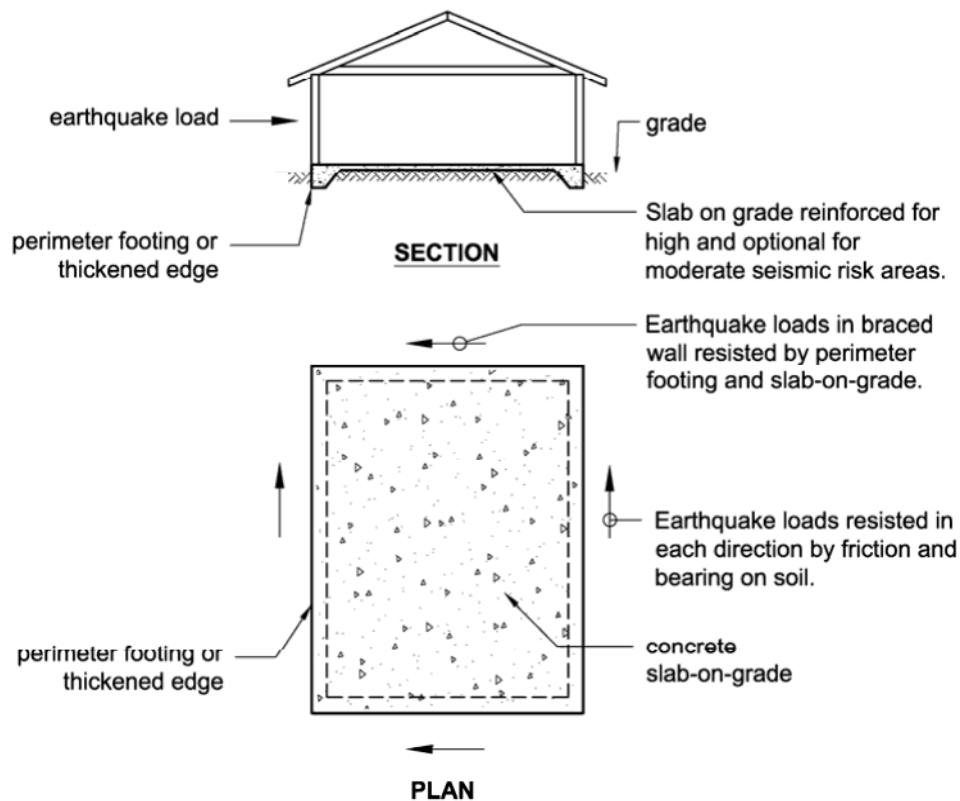 earthquake load
grade
perimeter footing or
thickened edge
SECTION
Slab on grade reinforced for
high and optional for
moderate seismic risk areas.
Earthquake loads in braced
wall resisted by perimeter
footing and slab-on-grade.
Earthquake loads resisted in
each direction by friction and
bearing on soil.
perimeter footing or
thickened edge
concrete
slab-on-grade
PLAN